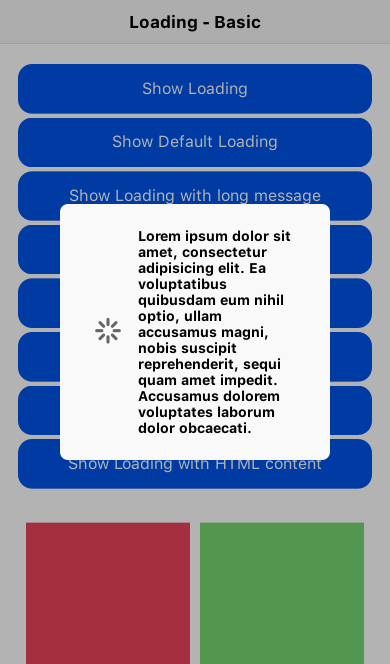 Loading - Basic
Show Loading
Show Default Loading
Show Loading with long message
Lorem ipsum dolor sit
amet, consectetur
adipisicing elit. Ea
voluptatibus
quibusdam eum nihil
optio, ullam
accusamus magni,
nobis suscipit
reprehenderit, sequi
quam amet impedit.
Accusamus dolorem
voluptates laborum
dolor obcaecati.
Show Loading with HTML content